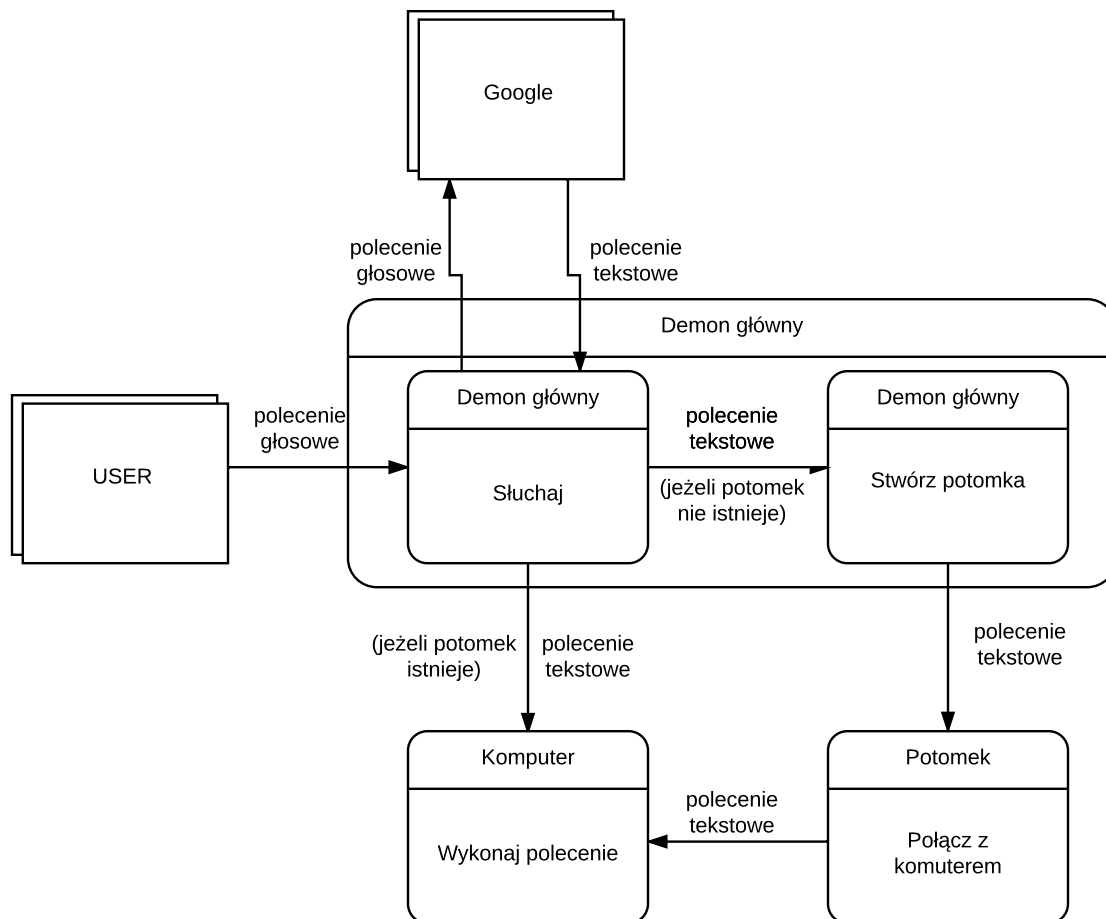 Google
polecenie
głosowe
polecenie
tekstowe
Demon główny
USER
polecenie
głosowe
Demon główny
Słuchaj
polecenie
tekstowe
(jeżeli potomek
nie istnieje)
Demon główny
Stwórz potomka
(jeżeli potomek
istnieje)
polecenie
tekstowe
polecenie
tekstowe
Komputer
Wykonaj polecenie
polecenie
tekstowe
Potomek
Połącz z
komuterem